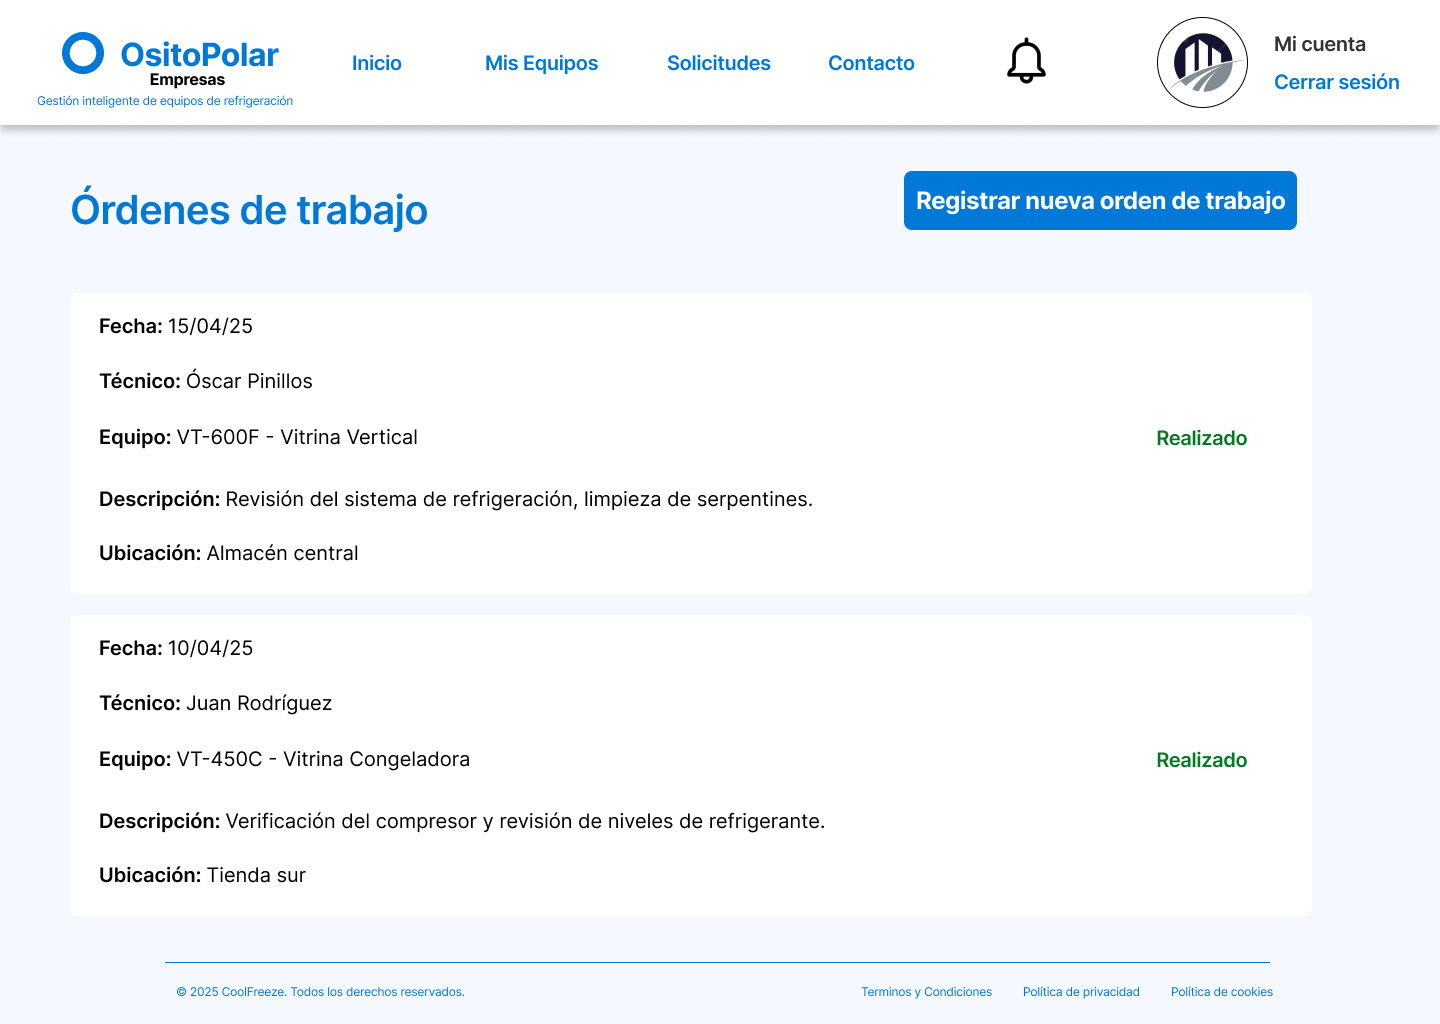 OsitoPolar
Empresas
Gestión inteligente de equipos de refrigeración
Inicio
Mis Equipos
Solicitudes
Contacto
Mi cuenta
Cerrar sesión
Órdenes de trabajo
Registrar nueva orden de trabajo
Fecha: 15/04/25
Técnico: Óscar Pinillos
Equipo: VT-600F - Vitrina Vertical
Realizado
Descripción: Revisión del sistema de refrigeración, limpieza de serpentines.
Ubicación: Almacén central
Fecha: 10/04/25
Técnico: Juan Rodríguez
Equipo: VT-450C - Vitrina Congeladora
Realizado
Descripción: Verificación del compresor y revisión de niveles de refrigerante.
Ubicación: Tienda sur
© 2025 CoolFreeze. Todos los derechos reservados.
Terminos y Condiciones
Política de privacidad
Política de cookies